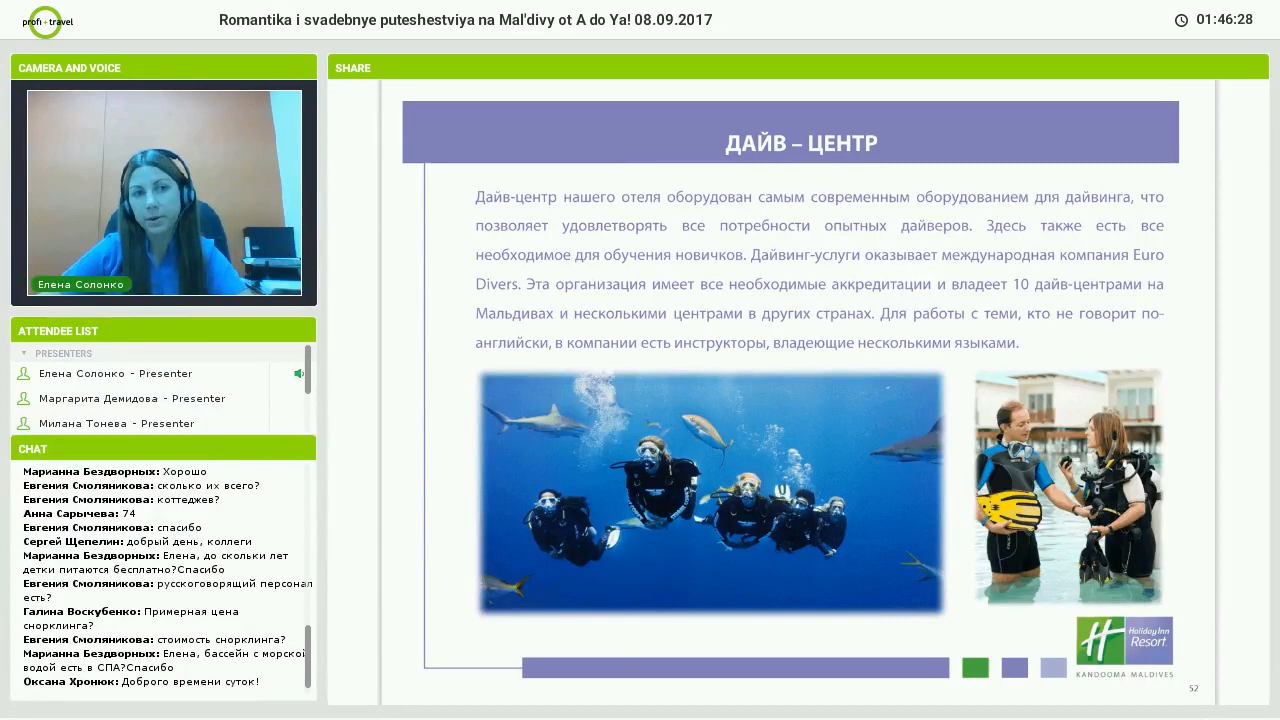 profi travel
Romantika i svadebnye puteshestviya na Mal'divy ot A do Ya! 08.09.2017
01:46:28
CAMERA AND VOICE
Елена Солонко
ATTENDEE LIST
PRESENTERS
Елена Солонко - Presenter
Маргарита Демидова - Presenter
Милана Тонева - Presenter
CHAT
Марианна Бездворных: Хорошо
Евгения Смоляникова: сколько их всего?
Евгения Смоляникова: коттеджев?
Анна Сарычева: 74
Евгения Смоляникова: спасибо
Сергей Щепелин: добрый день, коллеги
Марианна Бездворных: Елена, до скольки лет
детки питаются бесплатно?Спасибо
Евгения Смоляникова: русскоговорящий персонал
есть?
Галина Воскубенко: Примерная цена
снорклинга?
Евгения Смоляникова: стоимость снорклинга?
Марианна Бездворных: Елена, бассейн с морской
водой есть в СПА?Спасибо
Оксана Хронюк: Доброго времени суток!
SHARE
ДАЙВ – ЦЕНТР
Дайв-центр нашего отеля оборудован самым современным оборудованием для дайвинга, что
позволяет удовлетворять все потребности опытных дайверов. Здесь также есть все
необходимое для обучения новичков. Дайвинг-услуги оказывает международная компания Euro
Divers. Эта организация имеет все необходимые аккредитации и владеет 10 дайв-центрами на
Мальдивах и несколькими центрами в других странах. Для работы с теми, кто не говорит по-
английски, в компании есть инструкторы, владеющие несколькими языками.
Holiday Inn
Resort
KANDOOMA MALDIVES
52